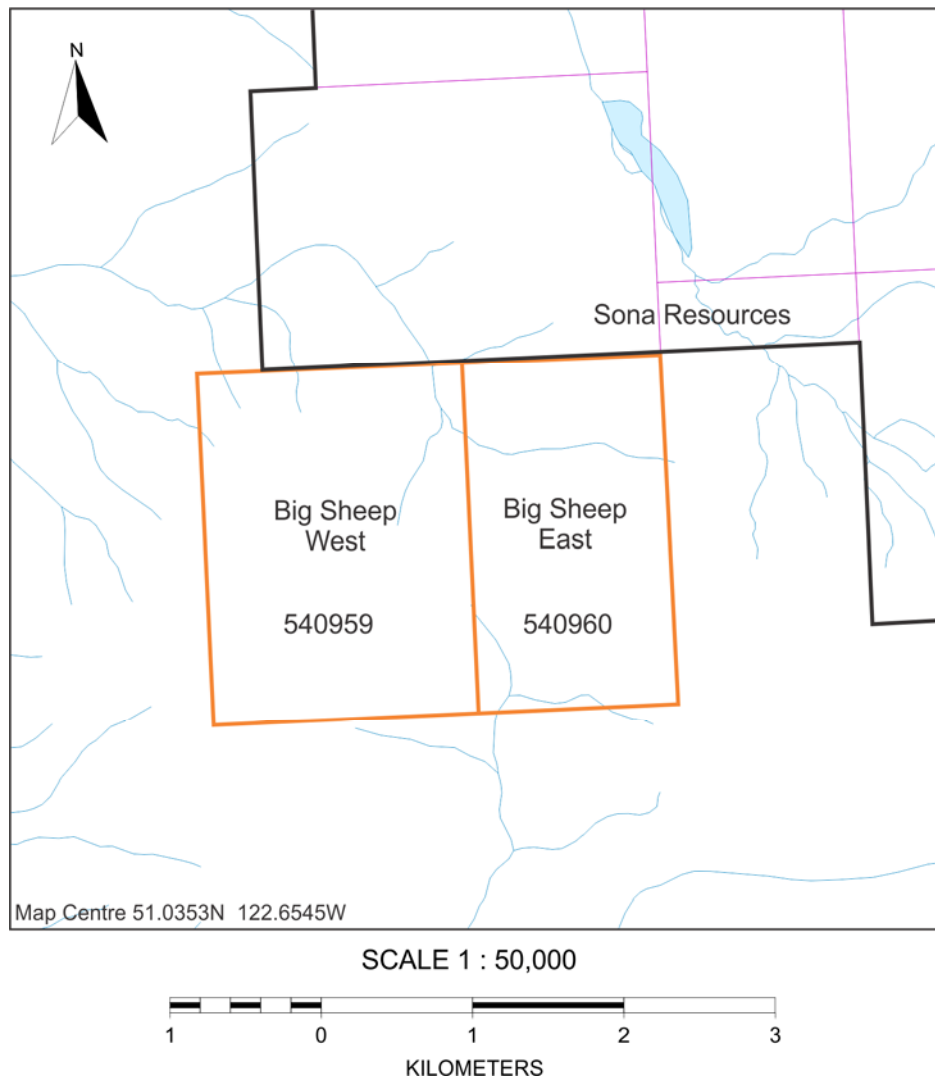 N
Sona Resources
Big Sheep
West
Big Sheep
East
540959
540960
Map Centre 51.0353N 122.6545W
SCALE 1 : 50,000
1 0 1 2 3
KILOMETERS